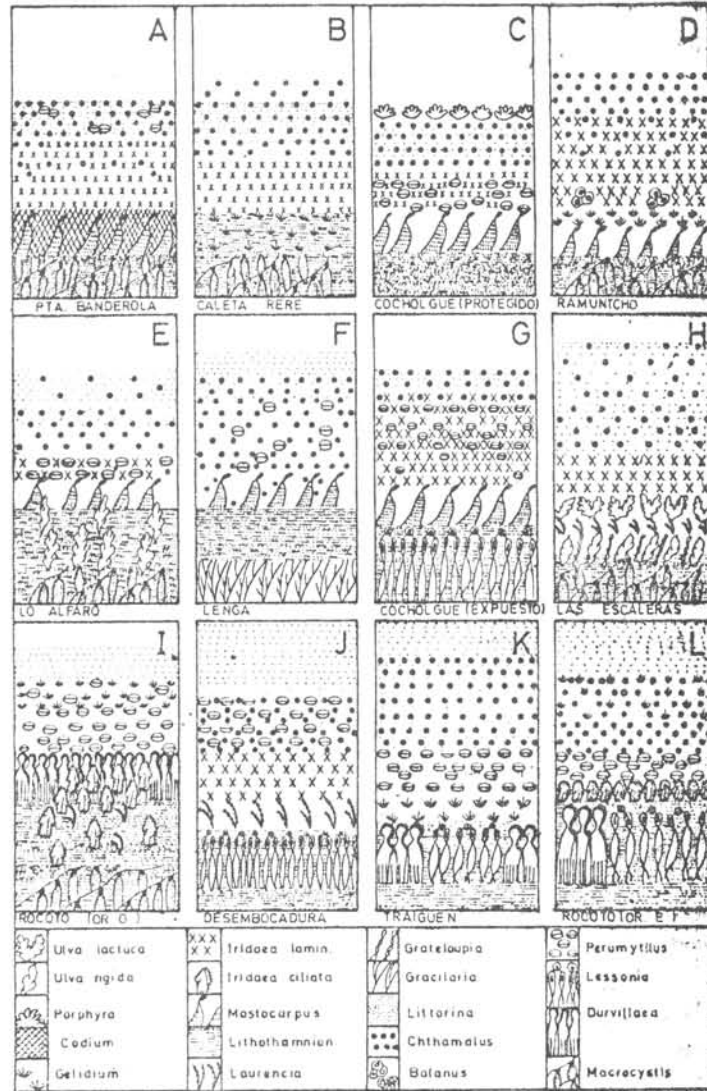 A B C D
PTA. BANDEROLA CALETA RERE COCHOLGUE (PROTEGIDO) RAMUNTCHO
E F G H
LO ALFARO LENGA COCHOLGUE (EXPUESTO) LAS ESCALERAS
I J K L
ROCOTO (OR O ) DESEMBOCADURA TRAIGUEN ROCOTO (OR. E F
Ulva lactuca Iridaea lamin. Grateloupia Perumytilus
Ulva rigida Iridaea ciliata Gracilaria Lessonia
Porphyra Mastocarpus Littorina Durvillaea
Codium Lithothamnion Chthamalus
Gelidium Laurencia Balanus Macrocystis